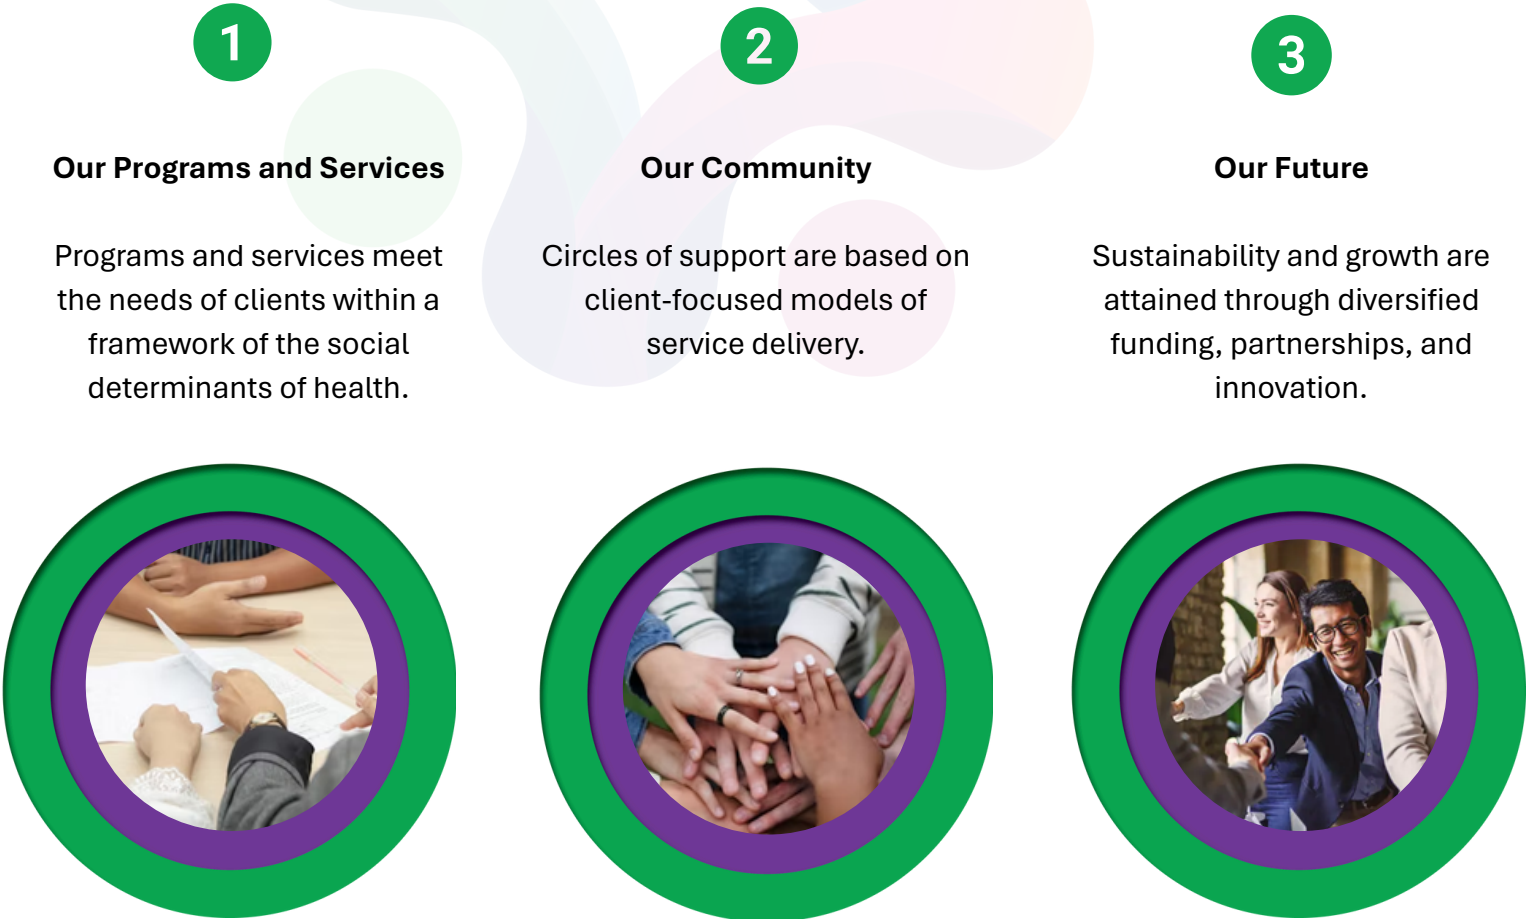 1
Our Programs and Services
Programs and services meet
the needs of clients within a
framework of the social
determinants of health.
2
Our Community
Circles of support are based on
client-focused models of
service delivery.
3
Our Future
Sustainability and growth are
attained through diversified
funding, partnerships, and
innovation.